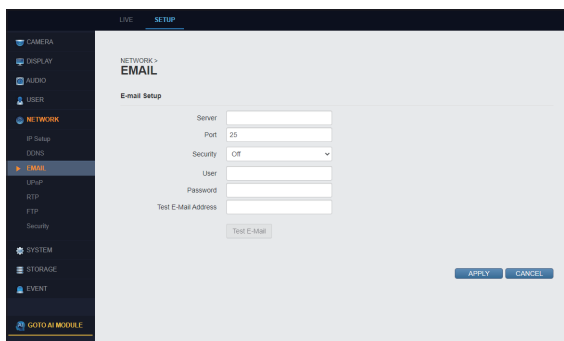 LIVE SETUP
CAMERA
DISPLAY
AUDIO
USER
NETWORK
IP Setup
DDNS
EMAIL
UPnP
RTP
FTP
Security
SYSTEM
STORAGE
EVENT
GOTO AI MODULE
NETWORK >
EMAIL
E-mail Setup
Server
Port 25
Security Off
User
Password
Test E-Mail Address
Test E-Mail
APPLY CANCEL